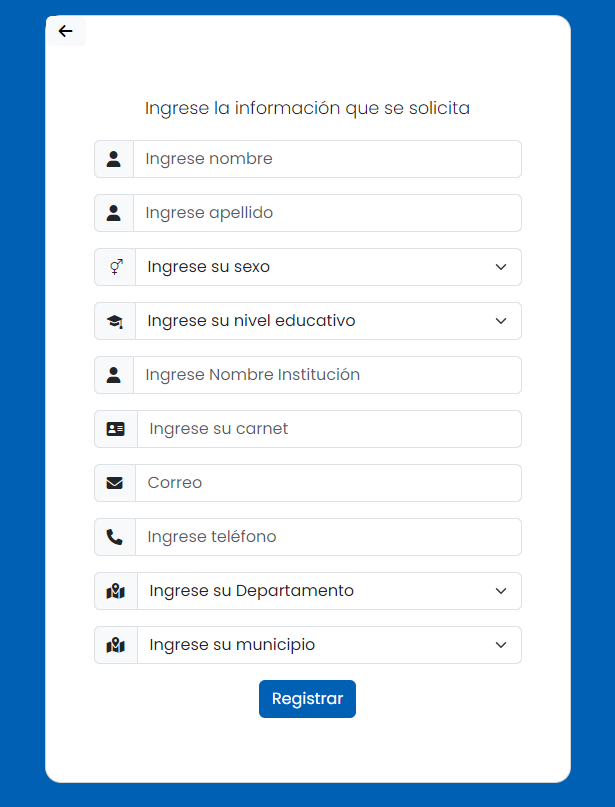 Ingrese la información que se solicita
Ingrese nombre
Ingrese apellido
Ingrese su sexo
Ingrese su nivel educativo
Ingrese Nombre Institución
Ingrese su carnet
Correo
Ingrese teléfono
Ingrese su Departamento
Ingrese su municipio
Registrar